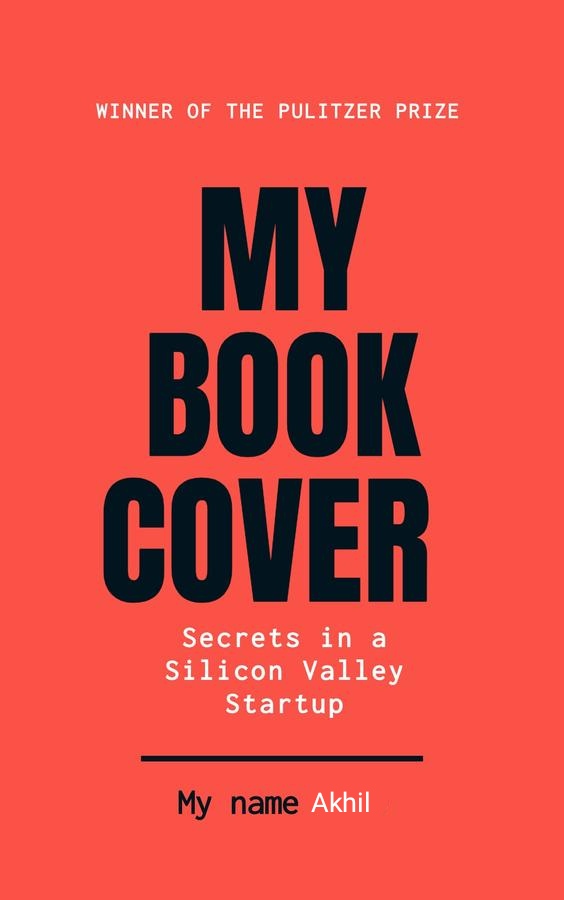 WINNER OF THE PULITZER PRIZE
MY
BOOK
COVER
Secrets in a
Silicon Valley
Startup
My name Akhil